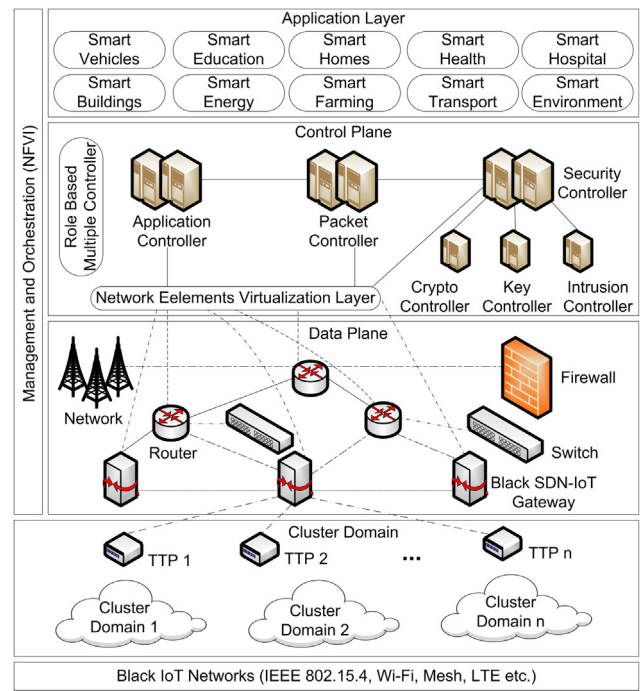 Application Layer
Smart
Vehicles
Smart
Education
Smart
Homes
Smart
Health
Smart
Hospital
Smart
Buildings
Smart
Energy
Smart
Farming
Smart
Transport
Smart
Environment
Management and Orchestration (NFVI)
Control Plane
Role Based
Multiple Controller
Application
Controller
Packet
Controller
Security
Controller
Crypto
Controller
Key
Controller
Intrusion
Controller
Network Eelements Virtualization Layer
Data Plane
Network
Firewall
Router
Switch
Black SDN-IoT
Gateway
Cluster Domain
TTP 1
TTP 2
...
TTP n
Cluster
Domain 1
Cluster
Domain 2
Cluster
Domain n
Black IoT Networks (IEEE 802.15.4, Wi-Fi, Mesh, LTE etc.)